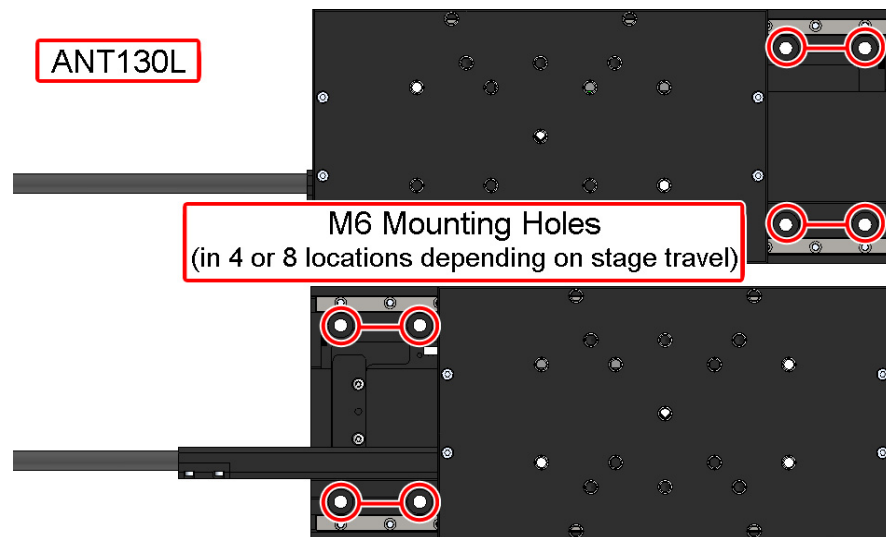 ANT130L
M6 Mounting Holes
(in 4 or 8 locations depending on stage travel)